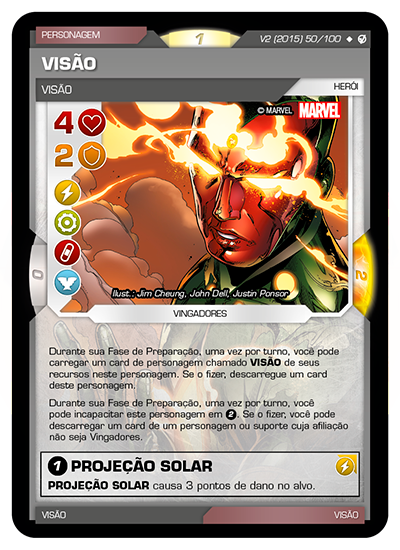 PERSONAGEM
1
V2 (2015) 50/100
VISÃO
VISÃO
HERÓI
© MARVEL MARVEL
4
2
0
2
Ilust.: Jim Cheung, John Dell, Justin Ponsor
VINGADORES
Durante sua Fase de Preparação, uma vez por turno, você pode
carregar um card de personagem chamado VISÃO de seus
recursos neste personagem. Se o fizer, descarregue um card
deste personagem.
Durante sua Fase de Preparação, uma vez por turno, você
pode incapacitar este personagem em 2. Se o fizer, você pode
descarregar um card de um personagem ou suporte cuja afiliação
não seja Vingadores.
1 PROJEÇÃO SOLAR
PROJEÇÃO SOLAR causa 3 pontos de dano no alvo.
VISÃO
VISÃO